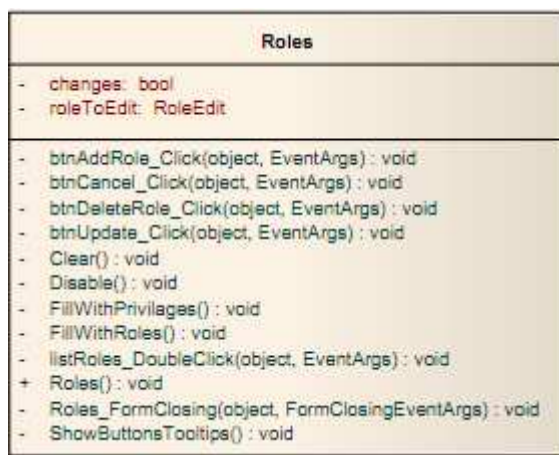 Roles
- changes: bool
- roleToEdit: RoleEdit
- btnAddRole_Click(object, EventArgs) : void
- btnCancel_Click(object, EventArgs) : void
- btnDeleteRole_Click(object, EventArgs) : void
- btnUpdate_Click(object, EventArgs) : void
- Clear() : void
- Disable() : void
- FillWithPrivilages() : void
- FillWithRoles() : void
- listRoles_DoubleClick(object, EventArgs) : void
+ Roles() : void
- Roles_FormClosing(object, FormClosingEventArgs) : void
- ShowButtonsTooltips() : void